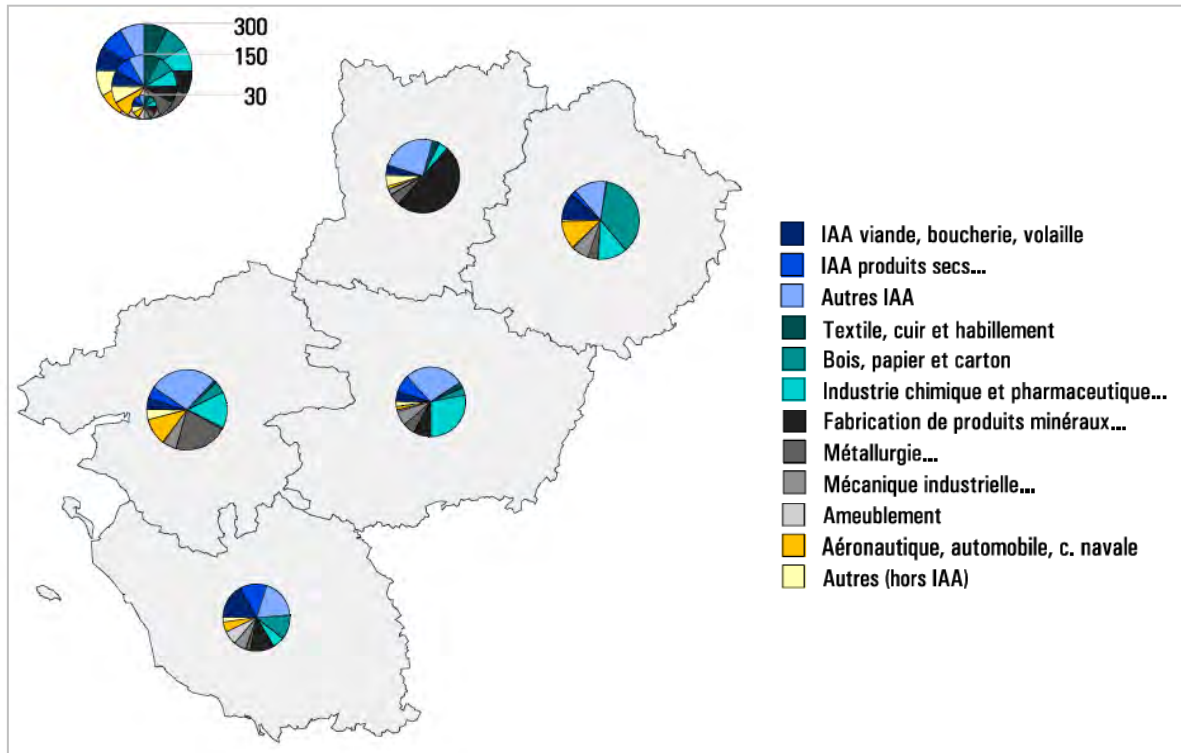 300
150
30
IAA viande, boucherie, volaille
IAA produits secs...
Autres IAA
Textile, cuir et habillement
Bois, papier et carton
Industrie chimique et pharmaceutique...
Fabrication de produits minéraux...
Métallurgie...
Mécanique industrielle...
Ameublement
Aéronautique, automobile, c. navale
Autres (hors IAA)